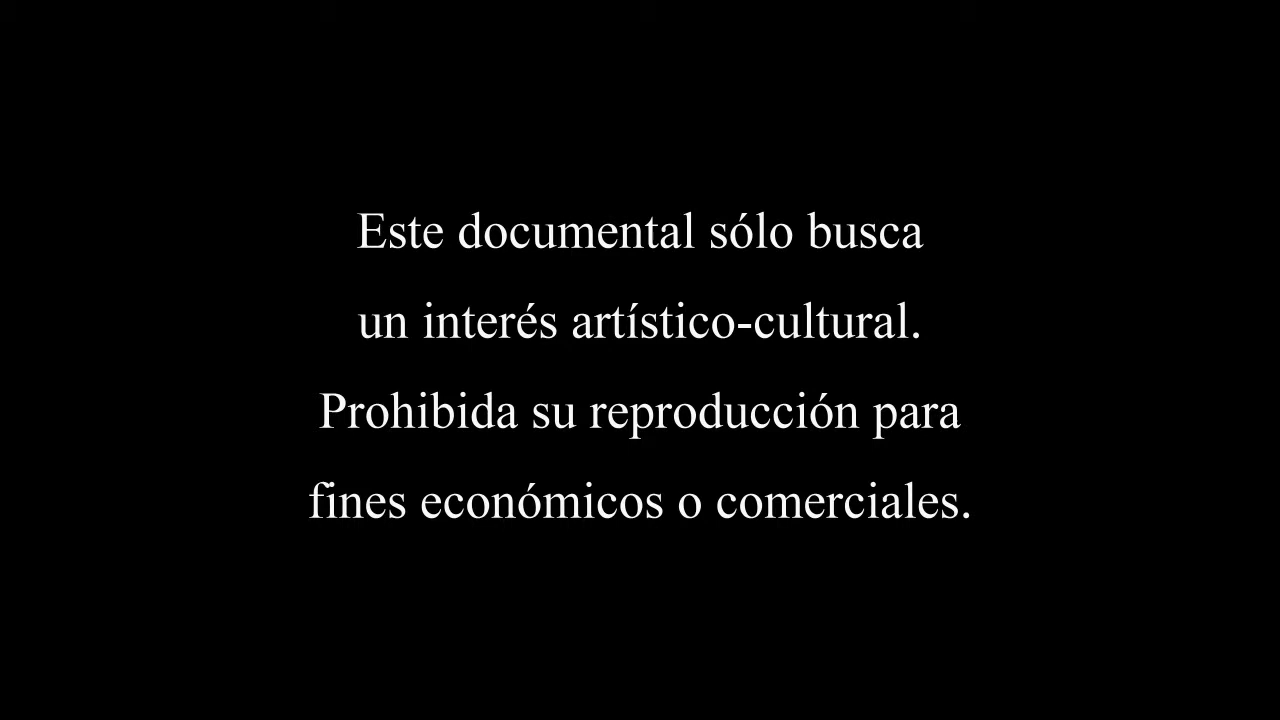 Este documental sólo busca
un interés artístico-cultural.
Prohibida su reproducción para
fines económicos o comerciales.